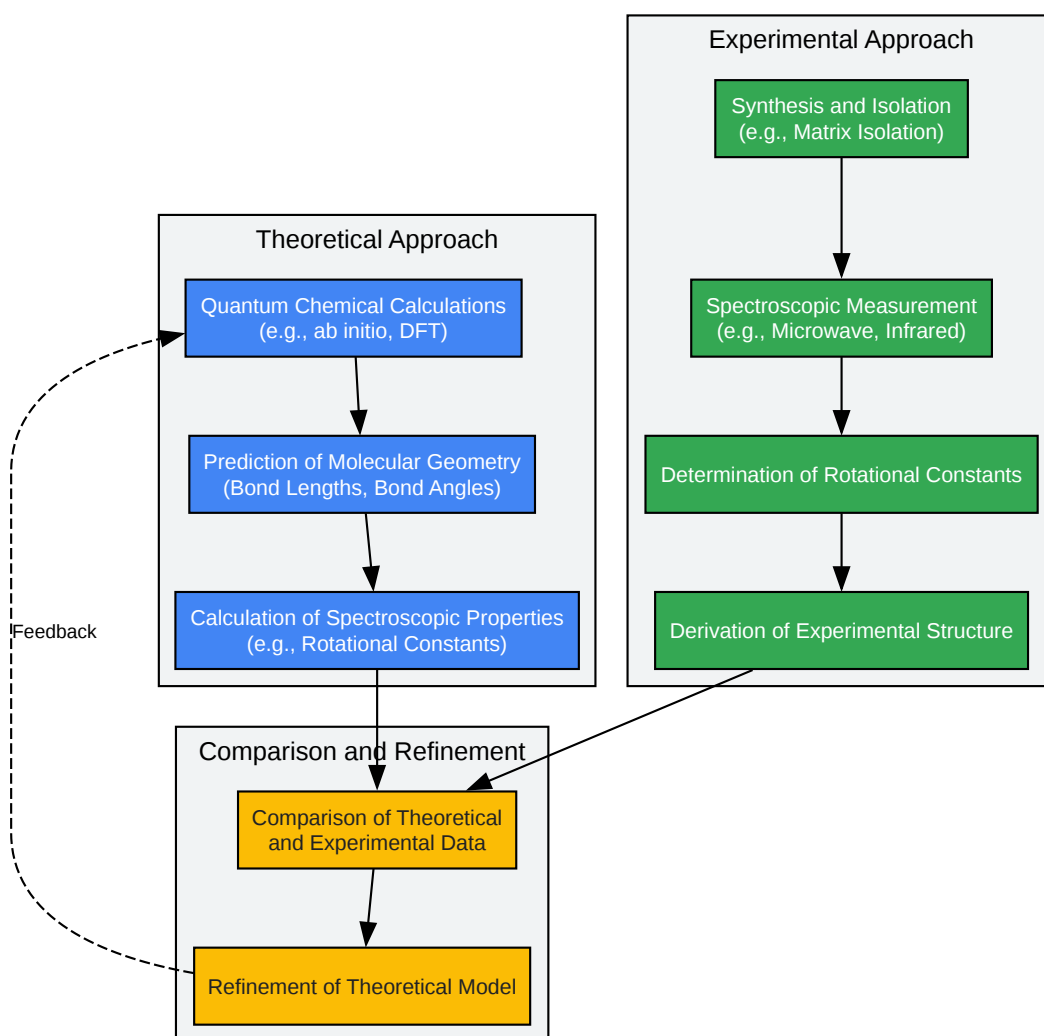 Experimental Approach
Synthesis and Isolation
(e.g., Matrix Isolation)
Spectroscopic Measurement
(e.g., Microwave, Infrared)
Determination of Rotational Constants
Derivation of Experimental Structure
Theoretical Approach
Quantum Chemical Calculations
(e.g., ab initio, DFT)
Prediction of Molecular Geometry
(Bond Lengths, Bond Angles)
Calculation of Spectroscopic Properties
(e.g., Rotational Constants)
Feedback
Comparison and Refinement
Comparison of Theoretical
and Experimental Data
Refinement of Theoretical Model